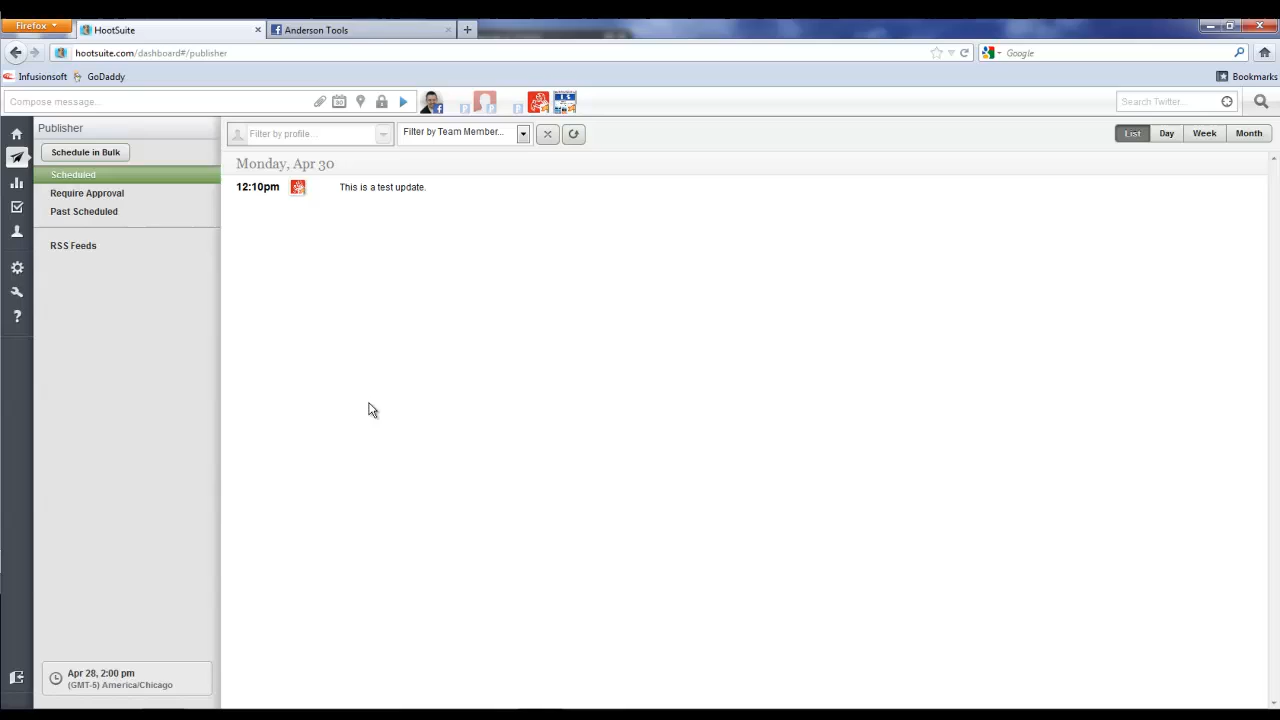 Firefox
HootSuite
Anderson Tools
hootsuite.com/dashboard#/publisher
Google
Infusionsoft
GoDaddy
Bookmarks
Compose message...
Search Twitter...
Publisher
Filter by profile...
Filter by Team Member...
List
Day
Week
Month
Schedule in Bulk
Monday, Apr 30
Scheduled
12:10pm
This is a test update.
Require Approval
Past Scheduled
RSS Feeds
Apr 28, 2:00 pm
(GMT-5) America/Chicago